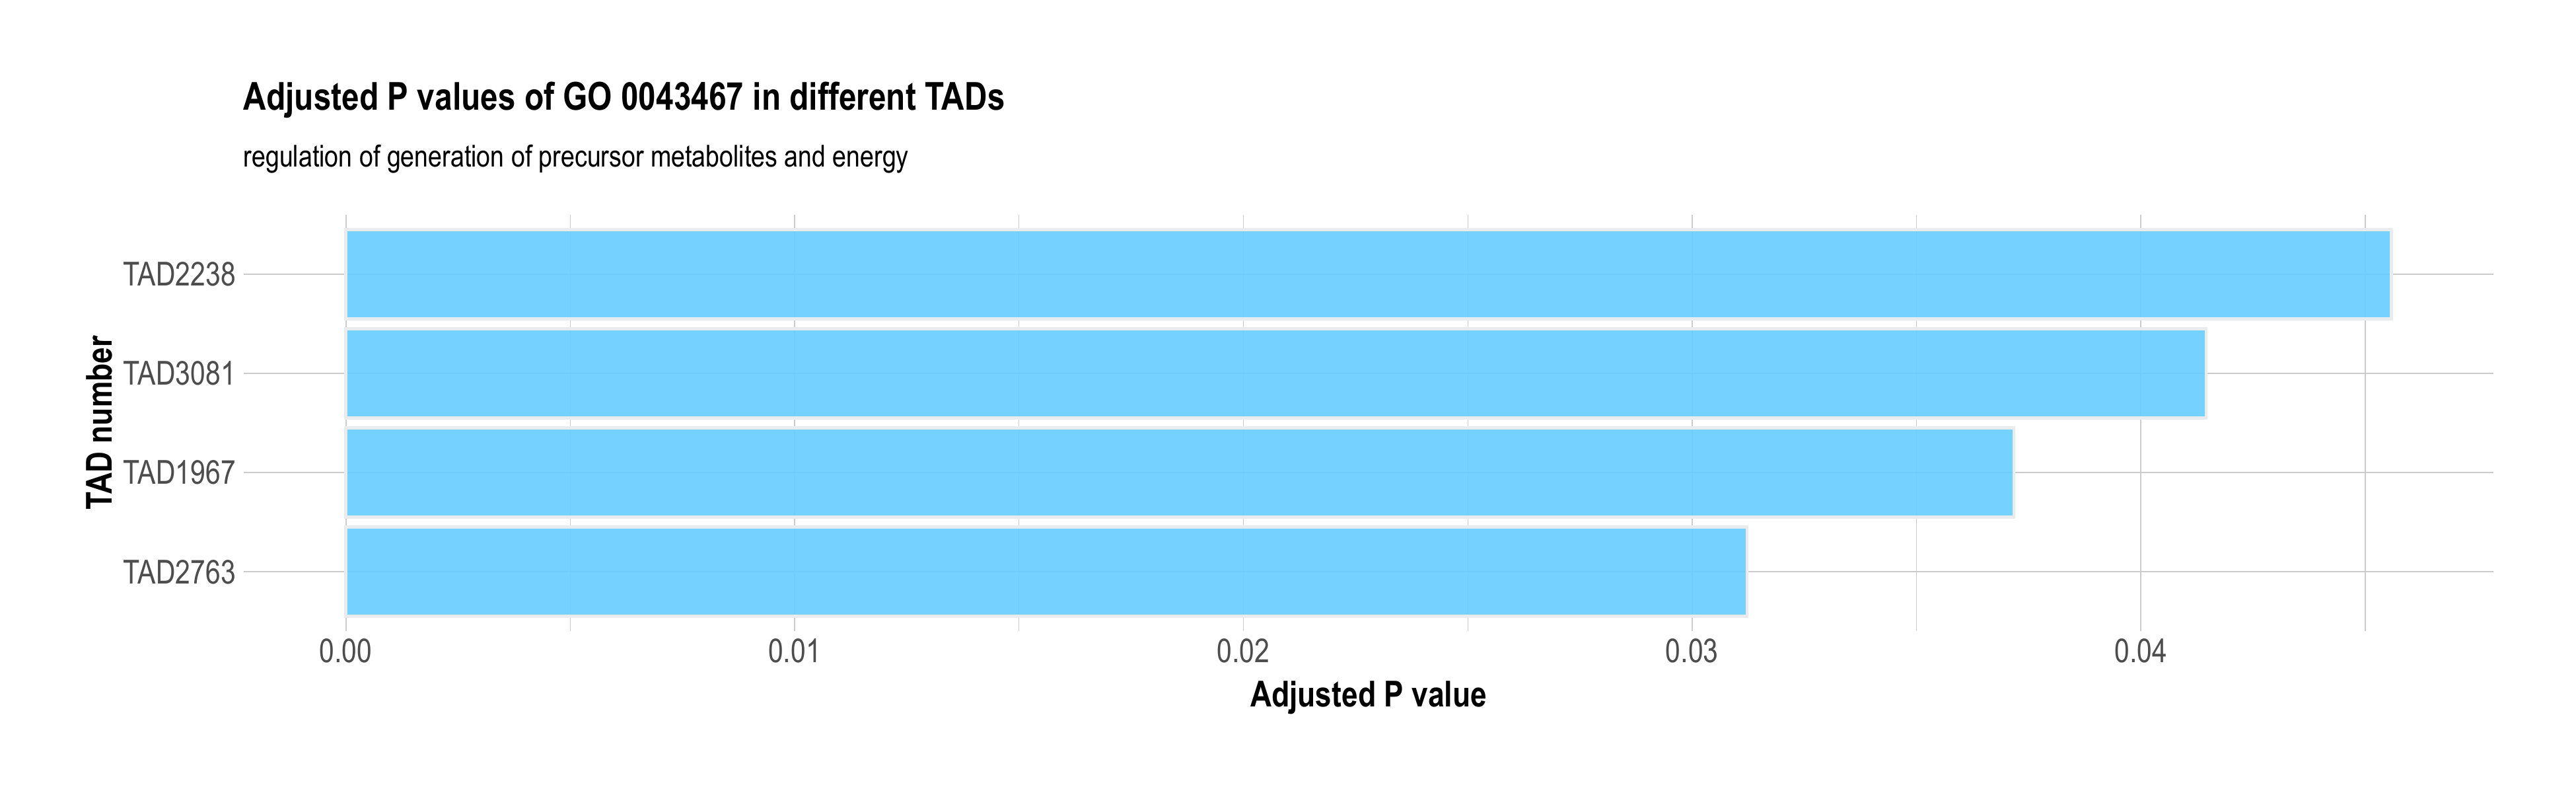 Adjusted P values of GO 0043467 in different TADs
regulation of generation of precursor metabolites and energy
TAD number
TAD2238
TAD3081
TAD1967
TAD2763
0.00 0.01 0.02 0.03 0.04
Adjusted P value